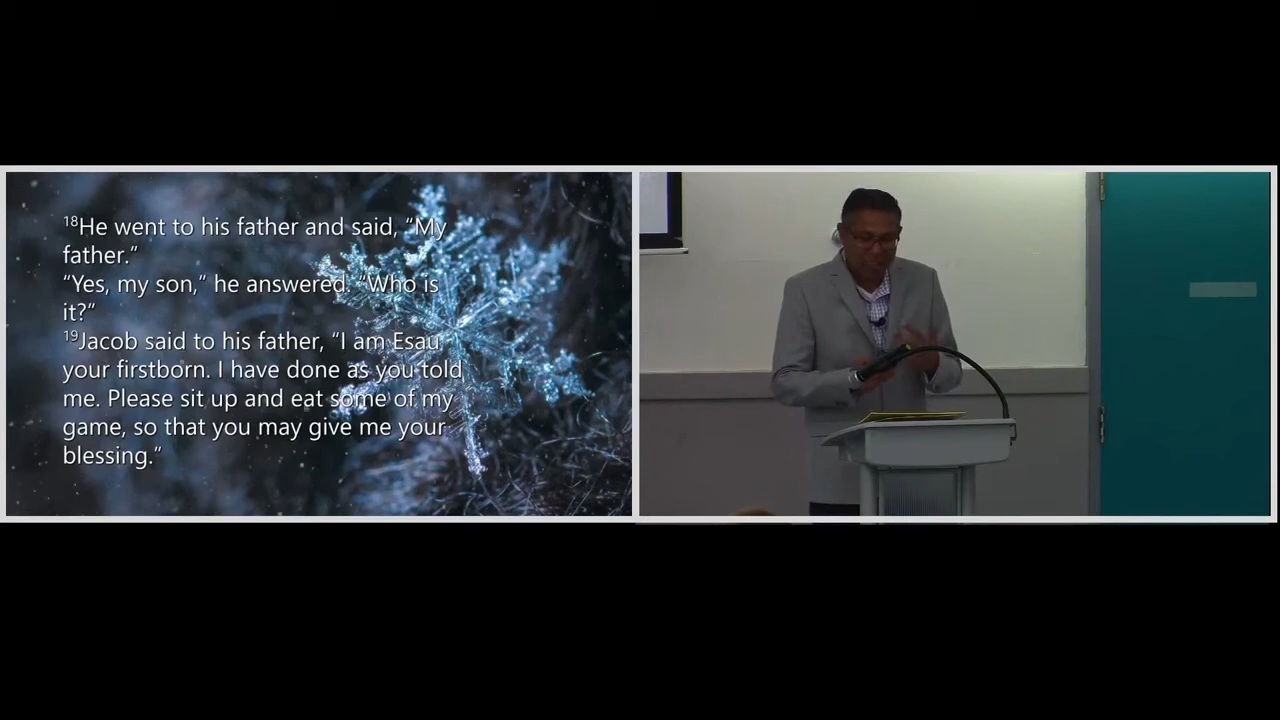 18He went to his father and said, “My
father.”
“Yes, my son,” he answered. “Who is
it?”
19Jacob said to his father, “I am Esau
your firstborn. I have done as you told
me. Please sit up and eat some of my
game, so that you may give me your
blessing.”